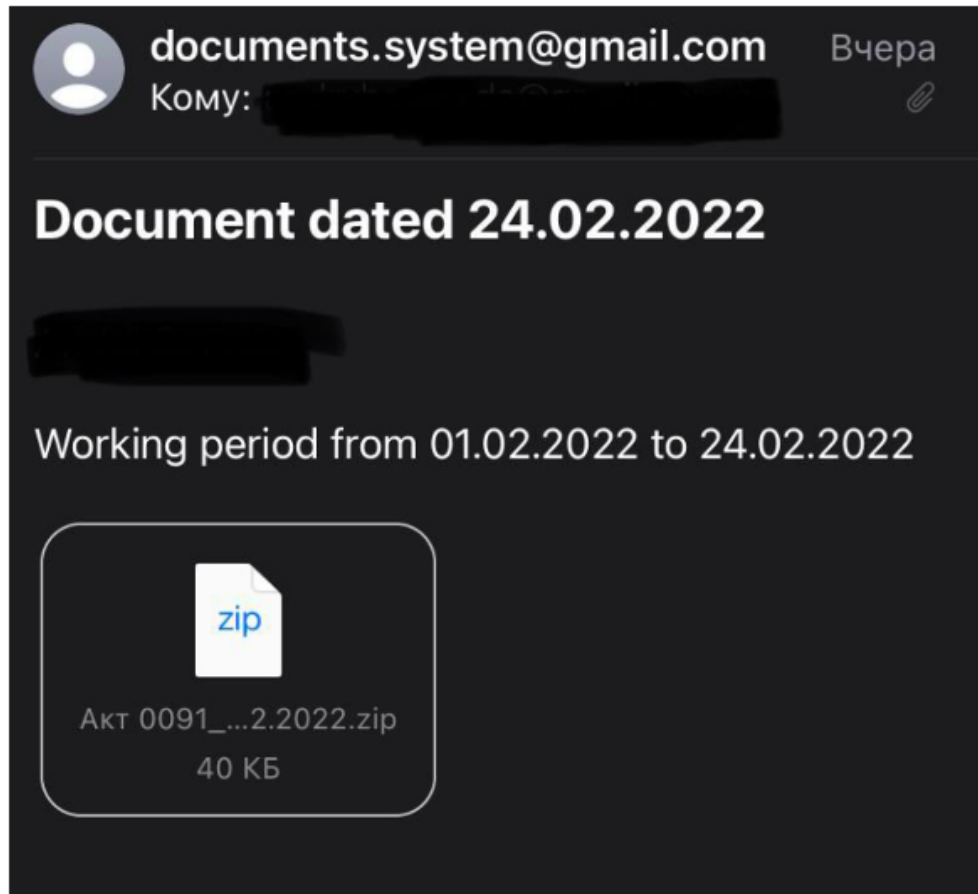 documents.system@gmail.com
Вчера
Кому:
Document dated 24.02.2022
Working period from 01.02.2022 to 24.02.2022
zip
Акт 0091_...2.2022.zip
40 КБ